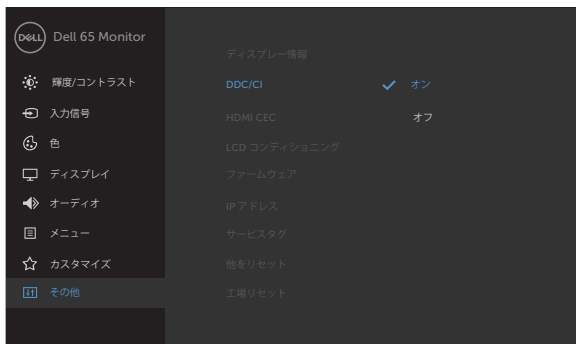 DELL Dell 65 Monitor
輝度/コントラスト
入力信号
色
ディスプレイ
オーディオ
メニュー
カスタマイズ
その他
ディスプレー情報
DDC/CI オン
HDMI CEC オフ
LCD コンディショニング
ファームウェア
IP アドレス
サービスタグ
他をリセット
工場リセット